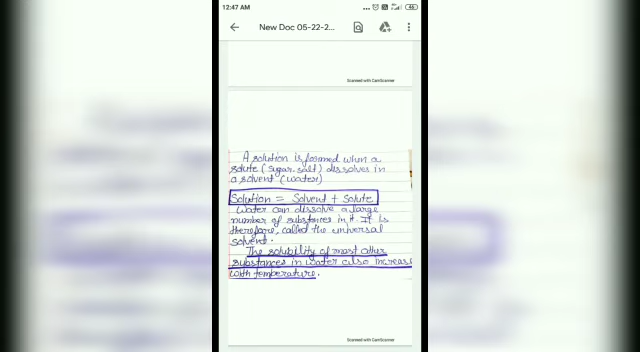 12:47 AM
New Doc 05-22-2...
Scanned with CamScanner
A solution is formed when a
solute (sugar, salt) dissolves in
a solvent (water)
Solution = Solvent + Solute
Water can dissolve a large
number of substances in it. It is
therefore, called the universal
solvent.
The solubility of most other
substances in water also increas
with temperature.
Scanned with CamScanner